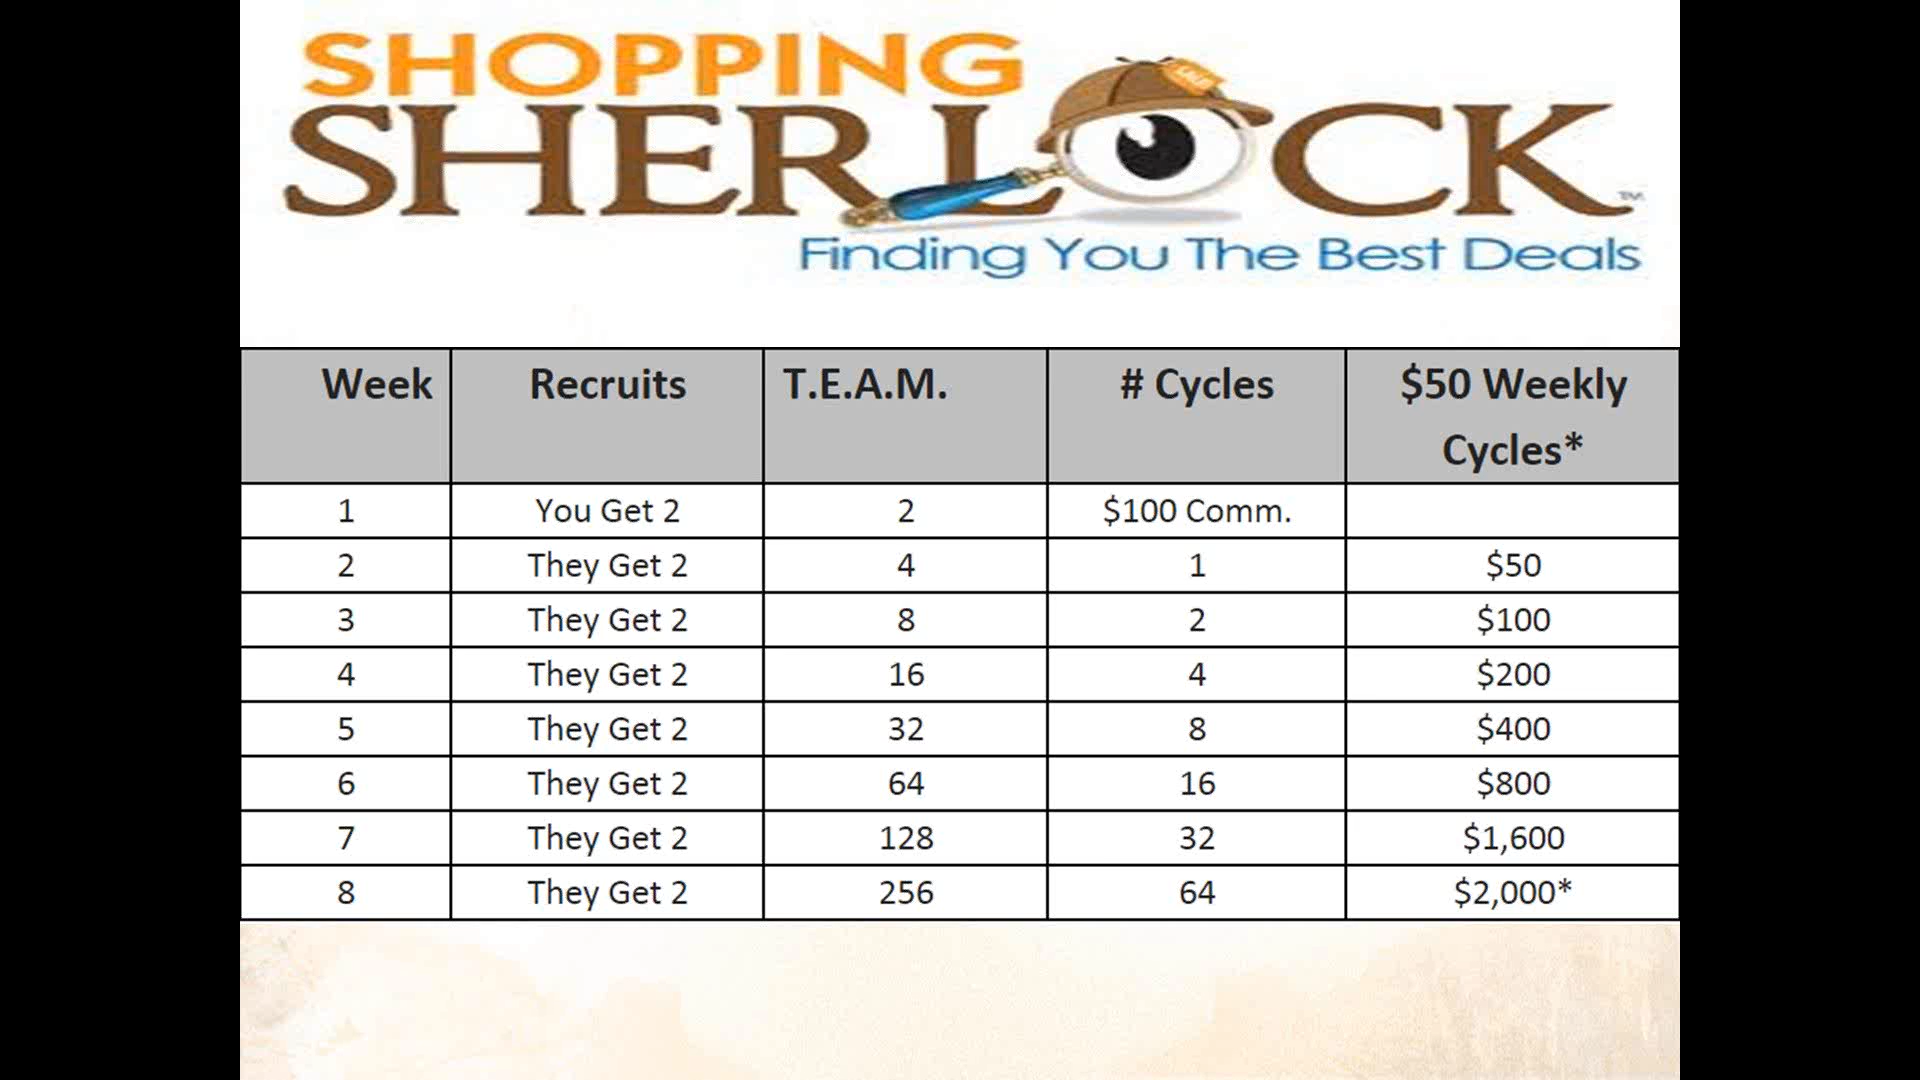 SHOPPING
SALE
SHERLOCK™
Finding You The Best Deals
Week Recruits T.E.A.M. # Cycles $50 Weekly Cycles*
1 You Get 2 2 $100 Comm.
2 They Get 2 4 1 $50
3 They Get 2 8 2 $100
4 They Get 2 16 4 $200
5 They Get 2 32 8 $400
6 They Get 2 64 16 $800
7 They Get 2 128 32 $1,600
8 They Get 2 256 64 $2,000*